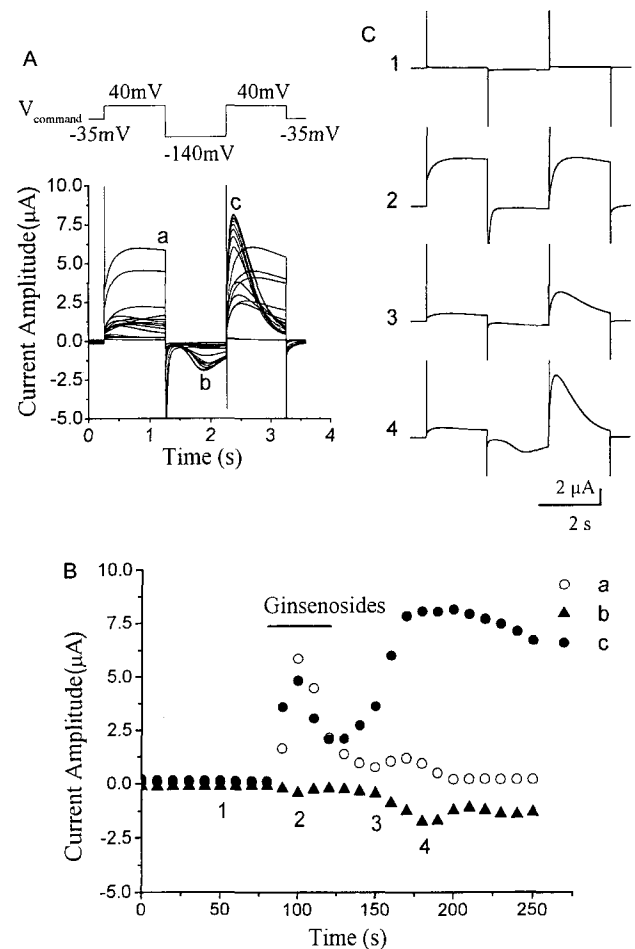 A
40mV 40mV
Vcommand
-35mV -35mV
-140mV
10.0
7.5
5.0
2.5
0.0
-2.5
-5.0
a
b
c
Current Amplitude(μA)
0 1 2 3 4
Time (s)
C
1
2
3
4
2 μA
2 s
B
10.0
7.5
5.0
2.5
0.0
-2.5
-5.0
Ginsenosides
a
b
c
1 2 3 4
Current Amplitude(μA)
0 50 100 150 200 250
Time (s)